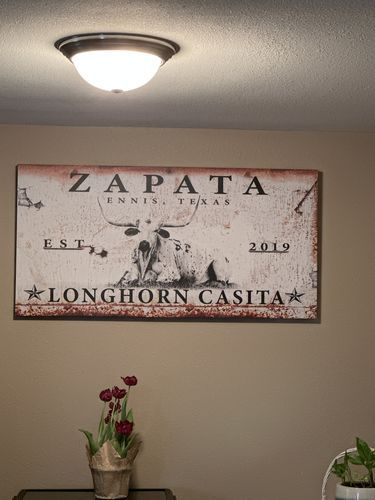 ZAPATA
ENNIS, TEXAS
EST 2019
LONGHORN CASITA